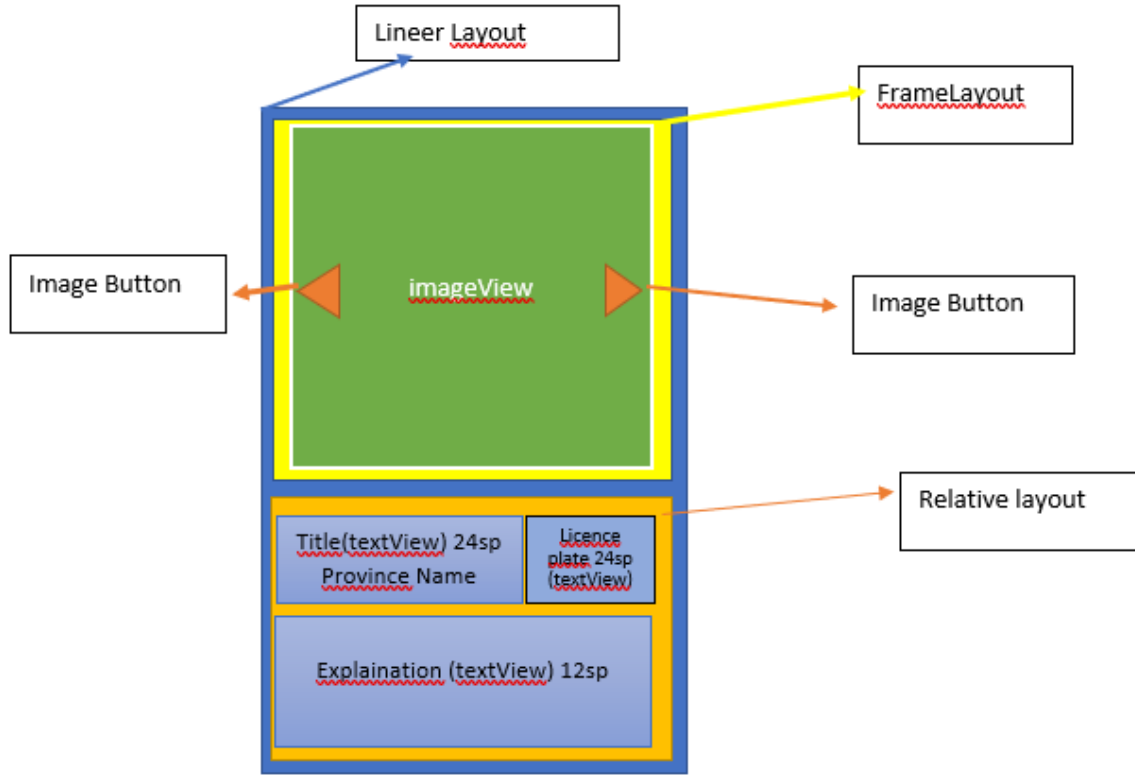 Lineer Layout
FrameLayout
Image Button
imageView
Image Button
Relative layout
Title(textView) 24sp
Province Name
Licence
plate 24sp
(textView)
Explaination (textView) 12sp